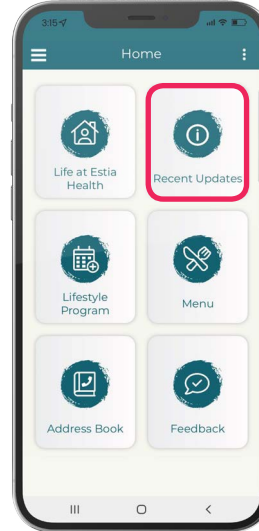 3:15
Home
Life at Estia
Health
Recent Updates
Lifestyle
Program
Menu
Address Book
Feedback